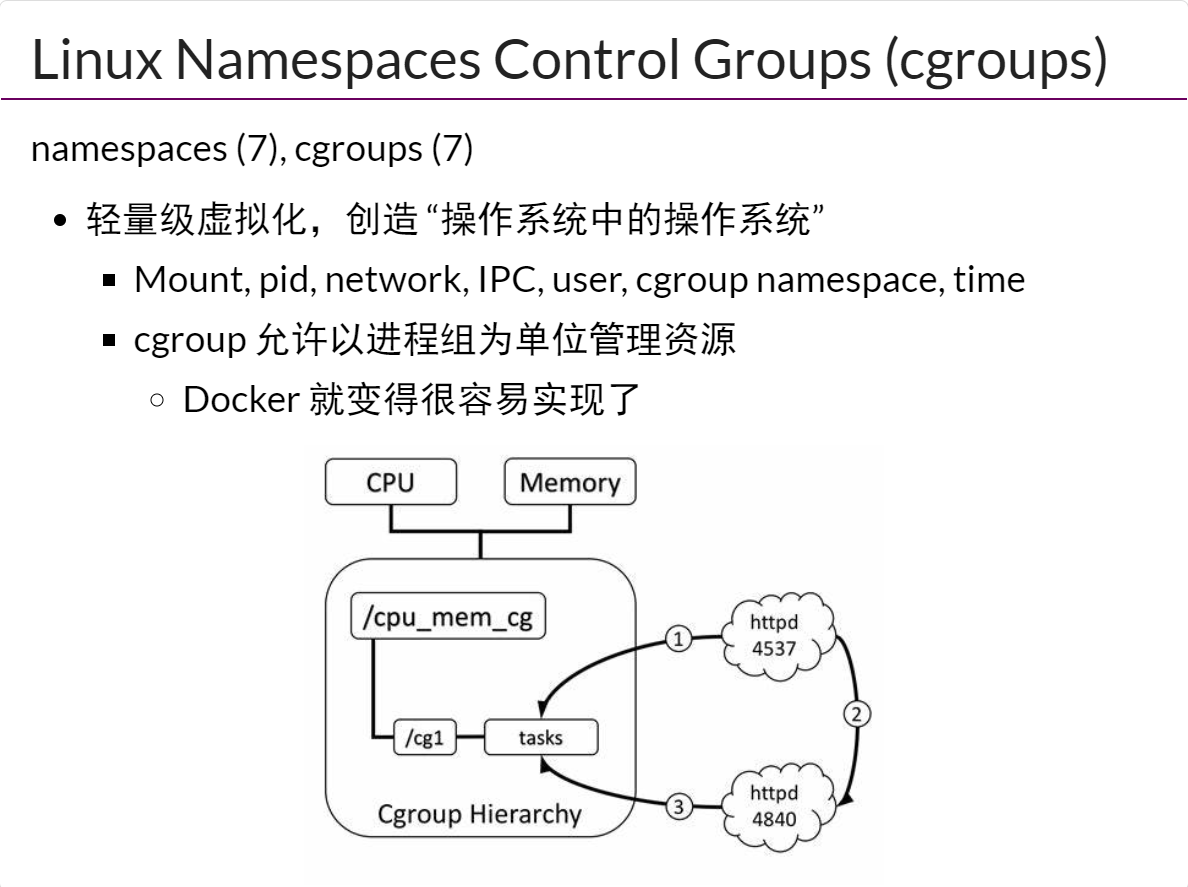 Linux Namespaces Control Groups (cgroups)
namespaces (7), cgroups (7)
轻量级虚拟化，创造 “操作系统中的操作系统”
Mount, pid, network, IPC, user, cgroup namespace, time
cgroup 允许以进程组为单位管理资源
Docker 就变得很容易实现了
CPU
Memory
/cpu_mem_cg
httpd
4537
1
2
/cg1
tasks
httpd
4840
3
Cgroup Hierarchy